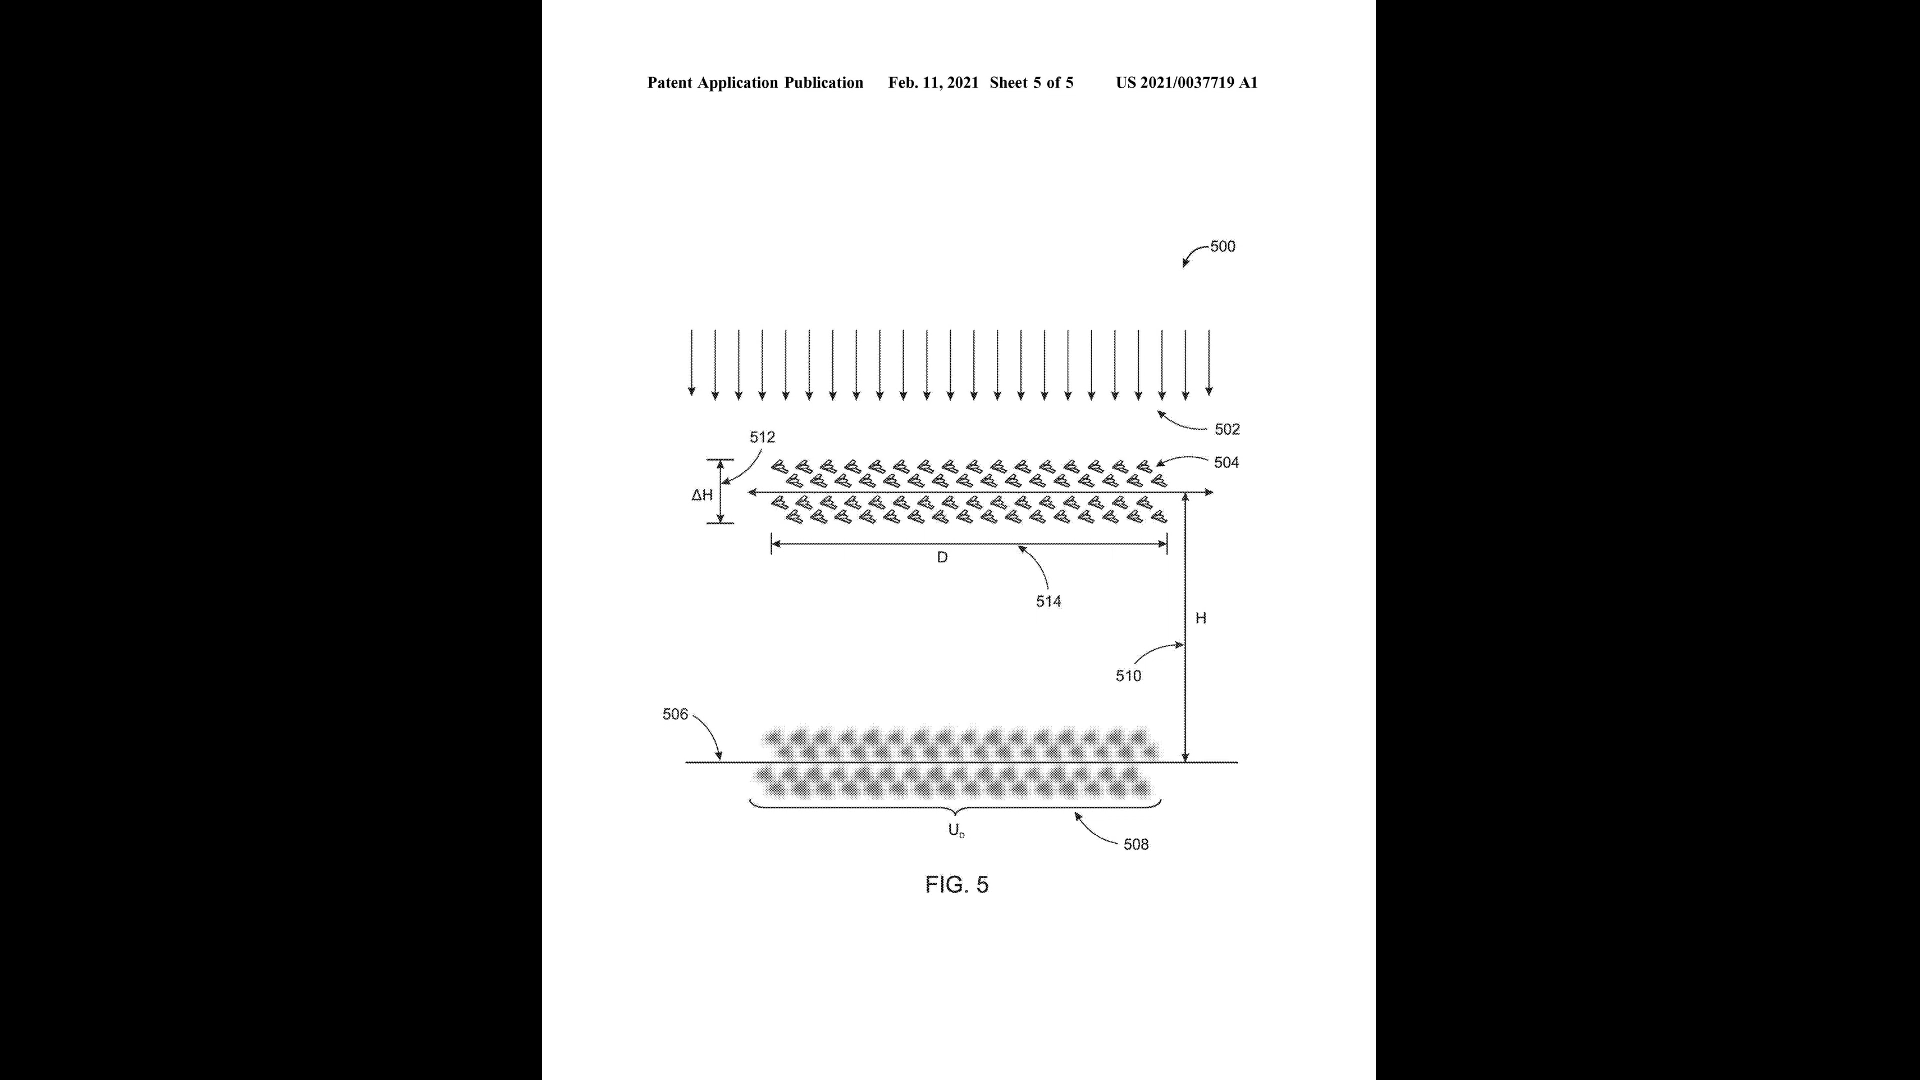 Patent Application Publication Feb. 11, 2021 Sheet 5 of 5 US 2021/0037719 A1
500
502
512
504
ΔH
D
514
H
510
506
U_D
508
FIG. 5